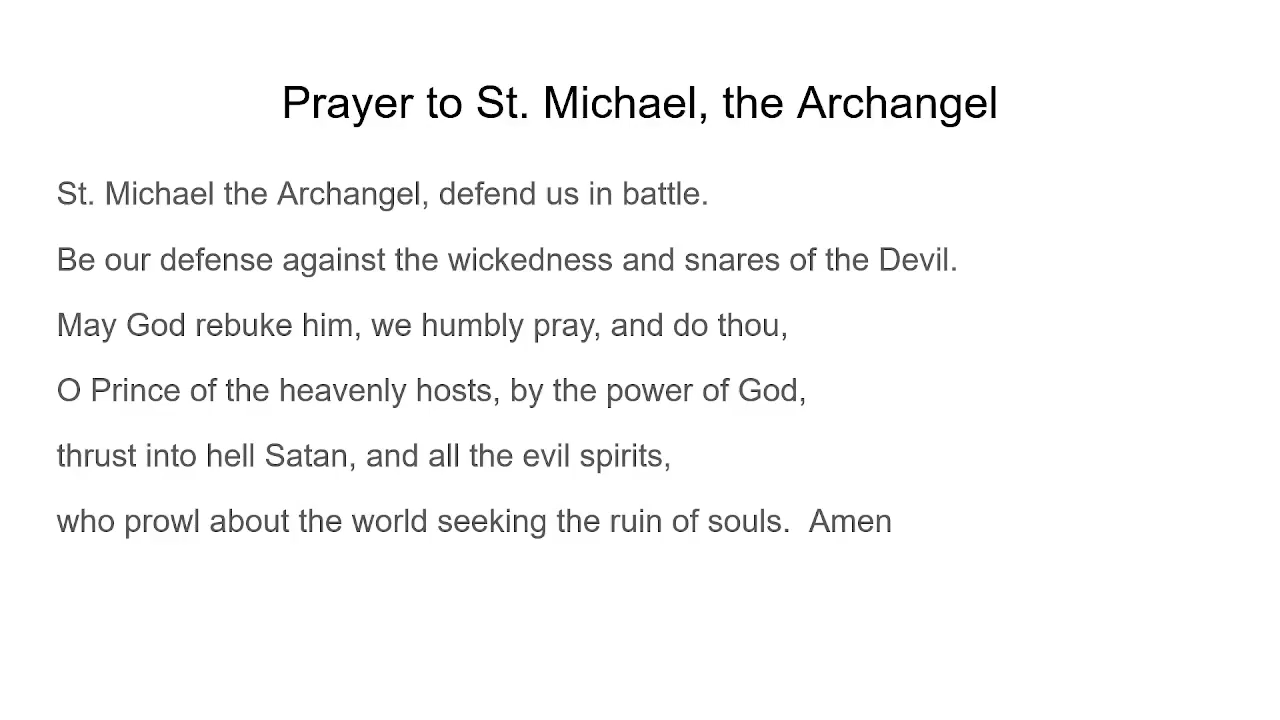 Prayer to St. Michael, the Archangel
St. Michael the Archangel, defend us in battle.
Be our defense against the wickedness and snares of the Devil.
May God rebuke him, we humbly pray, and do thou,
O Prince of the heavenly hosts, by the power of God,
thrust into hell Satan, and all the evil spirits,
who prowl about the world seeking the ruin of souls.  Amen